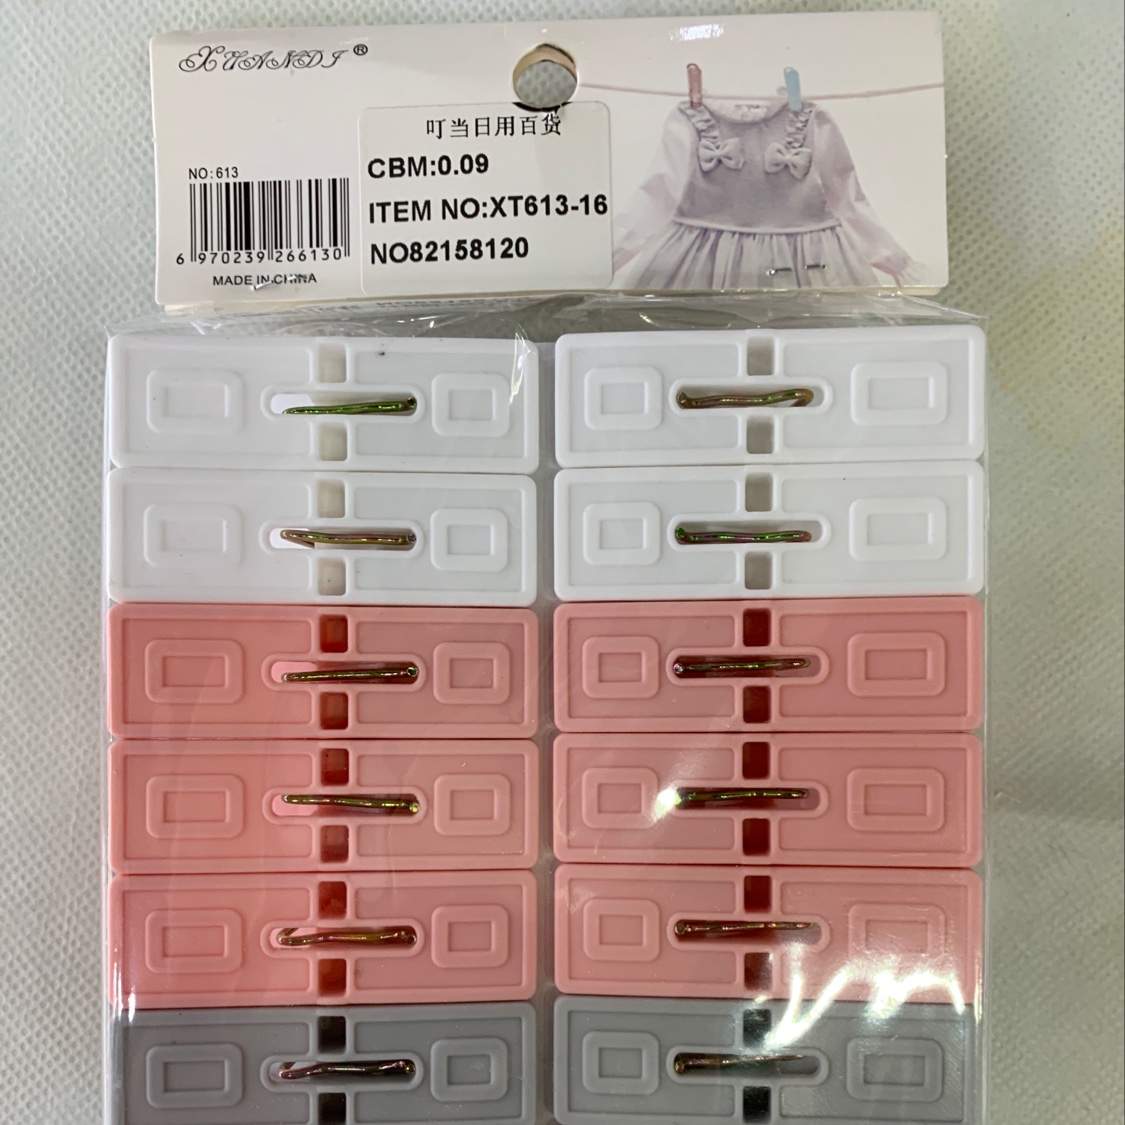 XUANDI®
NO:613
6 970239 266130
MADE IN CHINA
叮当日用百货
CBM:0.09
ITEM NO:XT613-16
NO82158120